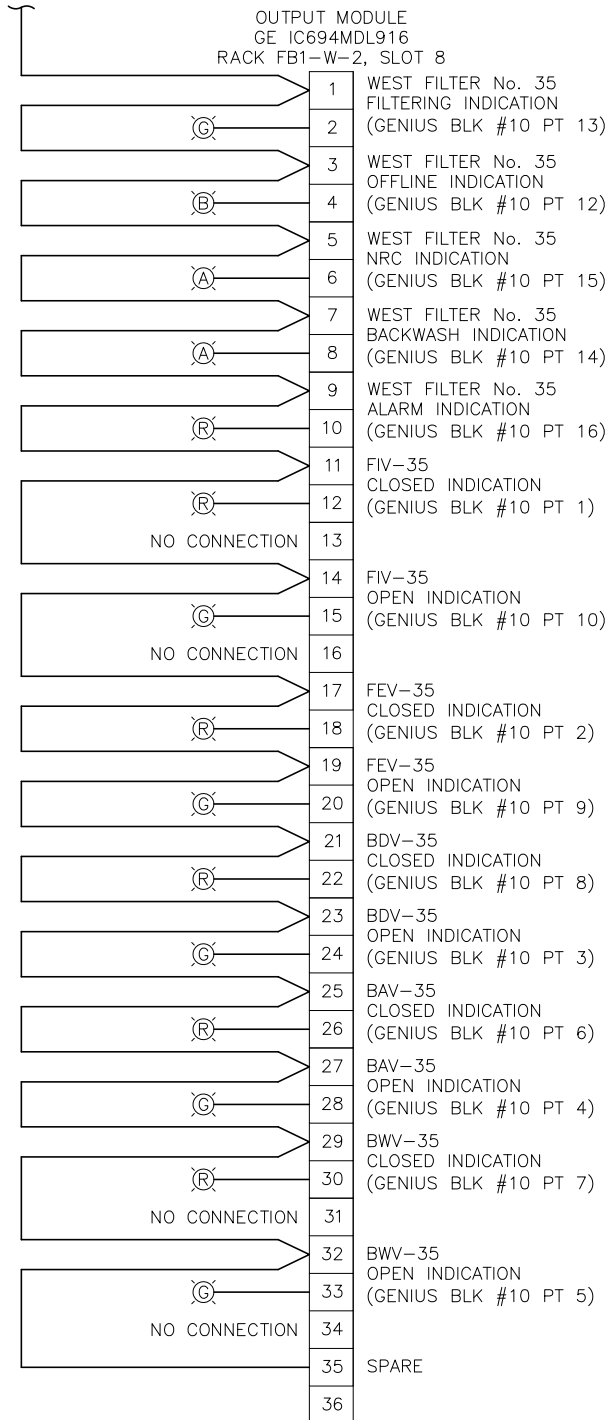 OUTPUT MODULE
GE IC694MDL916
RACK FB1-W-2, SLOT 8
1 WEST FILTER No. 35
FILTERING INDICATION
G 2 (GENIUS BLK #10 PT 13)
3 WEST FILTER No. 35
OFFLINE INDICATION
B 4 (GENIUS BLK #10 PT 12)
5 WEST FILTER No. 35
NRC INDICATION
A 6 (GENIUS BLK #10 PT 15)
7 WEST FILTER No. 35
BACKWASH INDICATION
A 8 (GENIUS BLK #10 PT 14)
9 WEST FILTER No. 35
ALARM INDICATION
R 10 (GENIUS BLK #10 PT 16)
11 FIV-35
CLOSED INDICATION
R 12 (GENIUS BLK #10 PT 1)
NO CONNECTION 13
14 FIV-35
OPEN INDICATION
G 15 (GENIUS BLK #10 PT 10)
NO CONNECTION 16
17 FEV-35
CLOSED INDICATION
R 18 (GENIUS BLK #10 PT 2)
19 FEV-35
OPEN INDICATION
G 20 (GENIUS BLK #10 PT 9)
21 BDV-35
CLOSED INDICATION
R 22 (GENIUS BLK #10 PT 8)
23 BDV-35
OPEN INDICATION
G 24 (GENIUS BLK #10 PT 3)
25 BAV-35
CLOSED INDICATION
R 26 (GENIUS BLK #10 PT 6)
27 BAV-35
OPEN INDICATION
G 28 (GENIUS BLK #10 PT 4)
29 BWV-35
CLOSED INDICATION
R 30 (GENIUS BLK #10 PT 7)
NO CONNECTION 31
32 BWV-35
OPEN INDICATION
G 33 (GENIUS BLK #10 PT 5)
NO CONNECTION 34
35 SPARE
36